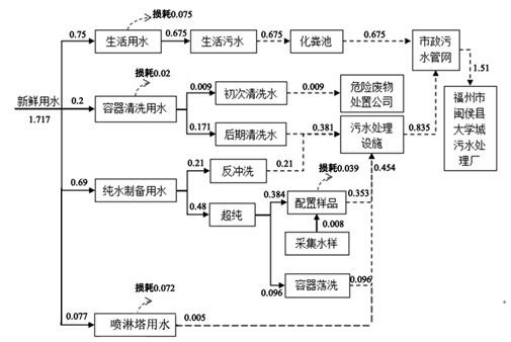 损耗0.075
0.75
生活用水
0.675
生活污水
0.675
化粪池
0.675
市政污
水管网
1.51
损耗0.02
新鲜用水
1.717
0.2
容器清洗用水
0.009
初次清洗水
0.009
危险废物
处置公司
福州市
闽侯县
大学城
污水处
理厂
0.171
后期清洗水
0.381
污水处理
设施
0.835
0.69
纯水制备用水
0.21
反冲洗
0.21
损耗0.039
0.454
0.48
超纯
0.384
配置样品
0.353
0.008
采集水样
损耗0.072
0.096
容器荡洗
0.096
0.077
喷淋塔用水
0.005